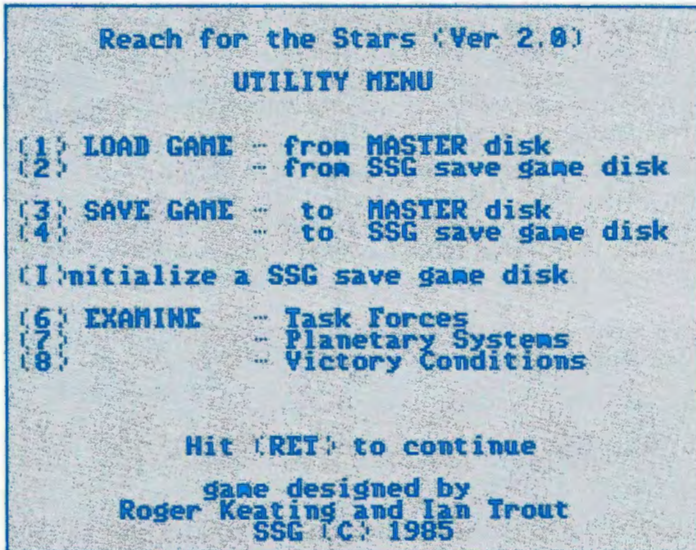 Reach for the Stars (Ver 2.0)
UTILITY MENU
(1) LOAD GAME - from MASTER disk
(2) - from SSG save game disk
(3) SAVE GAME - to MASTER disk
(4) - to SSG save game disk
(I)nitialize a SSG save game disk
(6) EXAMINE - Task Forces
(7) - Planetary Systems
(8) - Victory Conditions
Hit (RET) to continue
game designed by
Roger Keating and Ian Trout
SSG (C) 1985